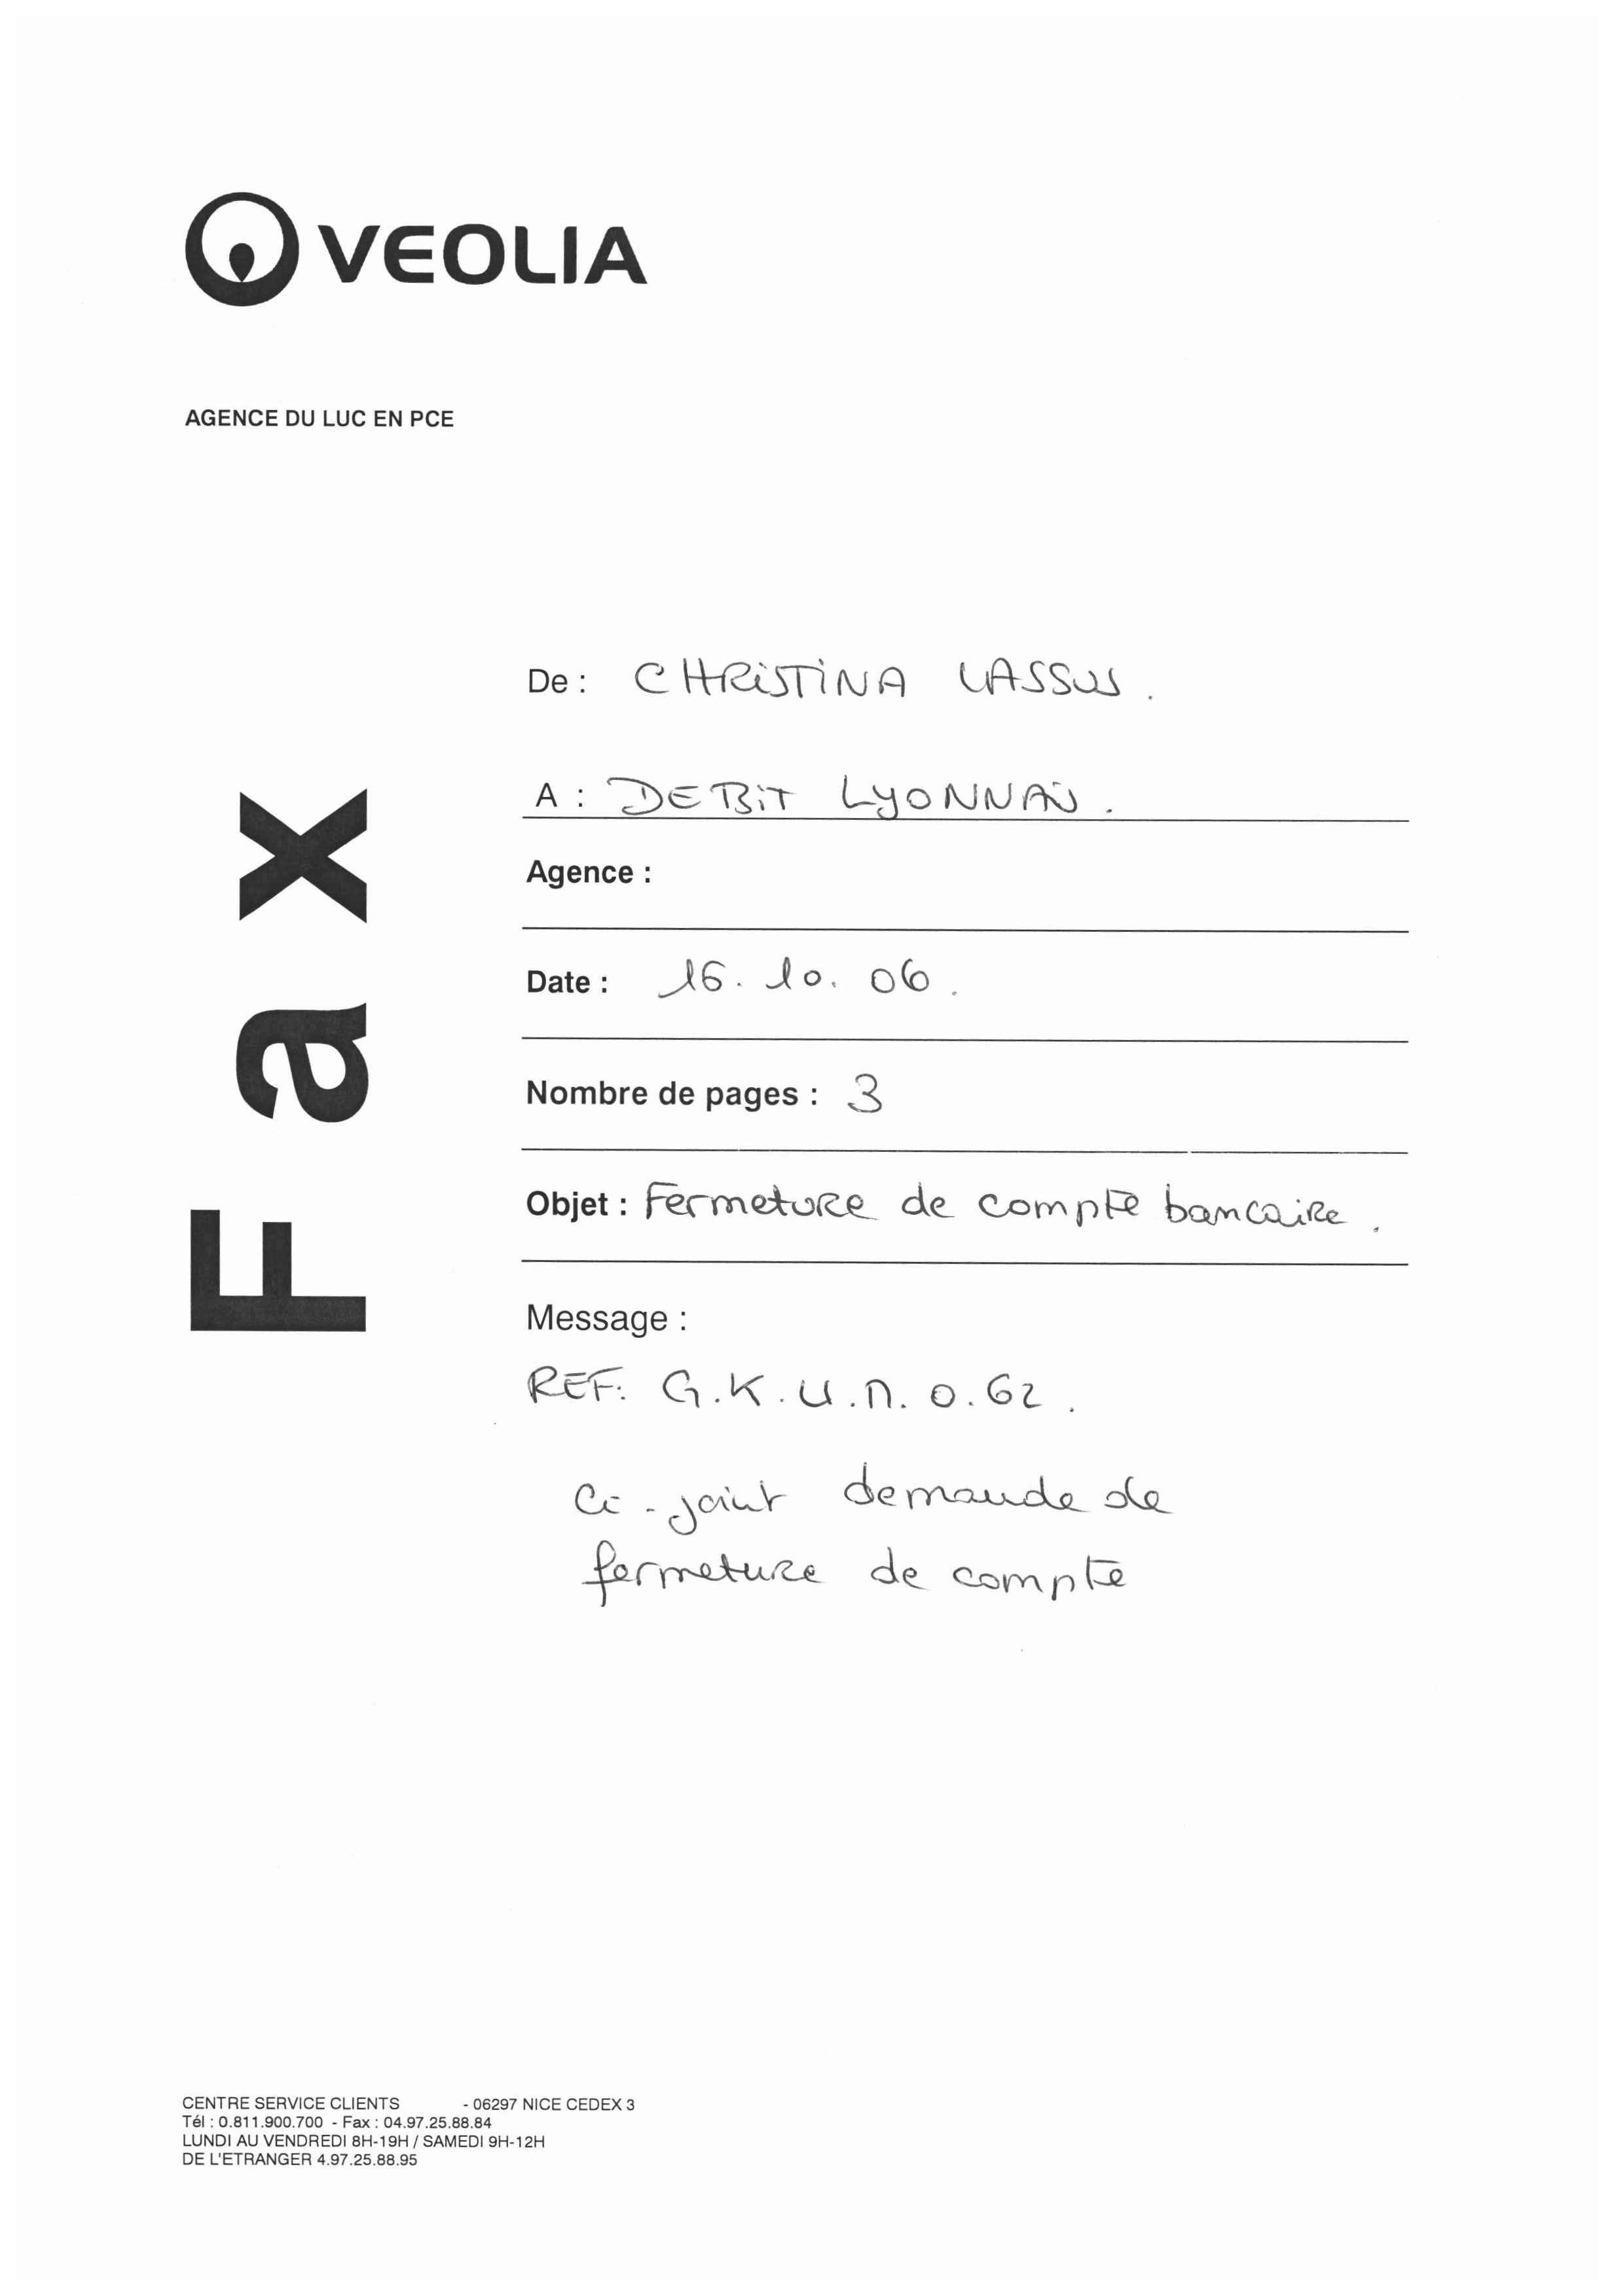 VEOLIA
AGENCE DU LUC EN PCE
De : CHRISTINA LASSUS.
A : DEBIT LYONNAIS.
Agence :
Date : 16. 10. 06.
Nombre de pages : 3
Objet : Fermeture de compte bancaire.
Fax
Message :
REF: G.K.U.N.0.62.
Ci-joint demande de
fermeture de compte
CENTRE SERVICE CLIENTS - 06297 NICE CEDEX 3
Tél : 0.811.900.700 - Fax : 04.97.25.88.84
LUNDI AU VENDREDI 8H-19H / SAMEDI 9H-12H
DE L'ETRANGER 4.97.25.88.95